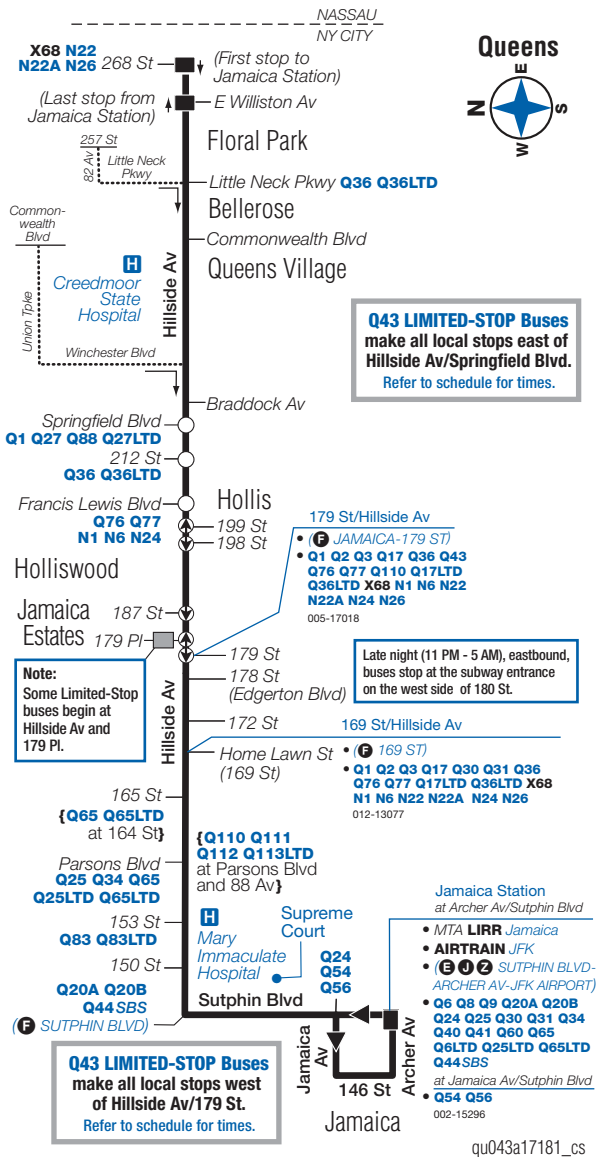 NASSAU
NY CITY
X68 N22
N22A N26 268 St
(First stop to
Jamaica Station)
Queens
N
E
S
W
(Last stop from
Jamaica Station)
E Williston Av
Floral Park
257 St
82 Av
Little Neck
Pkwy
Little Neck Pkwy Q36 Q36LTD
Bellerose
Common-
wealth
Blvd
Commonwealth Blvd
Queens Village
H
Creedmoor
State
Hospital
Hillside Av
Union Tpke
Winchester Blvd
Q43 LIMITED-STOP Buses
make all local stops east of
Hillside Av/Springfield Blvd.
Refer to schedule for times.
Braddock Av
Springfield Blvd
Q1 Q27 Q88 Q27LTD
212 St
Q36 Q36LTD
Francis Lewis Blvd
Q76 Q77
N1 N6 N24
Hollis
199 St
198 St
Holliswood
179 St/Hillside Av
• (F JAMAICA-179 ST)
• Q1 Q2 Q3 Q17 Q36 Q43
Q76 Q77 Q110 Q17LTD
Q36LTD X68 N1 N6 N22
N22A N24 N26
005-17018
Jamaica
Estates
187 St
179 Pl
179 St
178 St
(Edgerton Blvd)
Note:
Some Limited-Stop
buses begin at
Hillside Av and
179 Pl.
Late night (11 PM - 5 AM), eastbound,
buses stop at the subway entrance
on the west side of 180 St.
Hillside Av
172 St
Home Lawn St
(169 St)
169 St/Hillside Av
• (F 169 ST)
• Q1 Q2 Q3 Q17 Q30 Q31 Q36
Q76 Q77 Q17LTD Q36LTD X68
N1 N6 N22 N22A N24 N26
012-13077
165 St
{Q65 Q65LTD
at 164 St}
{Q110 Q111
Q112 Q113LTD
at Parsons Blvd
and 88 Av}
Parsons Blvd
Q25 Q34 Q65
Q25LTD Q65LTD
153 St
Q83 Q83LTD
150 St
Q20A Q20B
Q44SBS
(F SUTPHIN BLVD)
H
Mary
Immaculate
Hospital
Supreme
Court
Q24
Q54
Q56
Sutphin Blvd
Jamaica
Av
146 St
Archer Av
Jamaica
Jamaica Station
at Archer Av/Sutphin Blvd
• MTA LIRR Jamaica
• AIRTRAIN JFK
• (E J Z SUTPHIN BLVD-
ARCHER AV-JFK AIRPORT)
• Q6 Q8 Q9 Q20A Q20B
Q24 Q25 Q30 Q31 Q34
Q40 Q41 Q60 Q65
Q6LTD Q25LTD Q65LTD
Q44SBS
at Jamaica Av/Sutphin Blvd
• Q54 Q56
002-15296
Q43 LIMITED-STOP Buses
make all local stops west
of Hillside Av/179 St.
Refer to schedule for times.
qu043a17181_cs